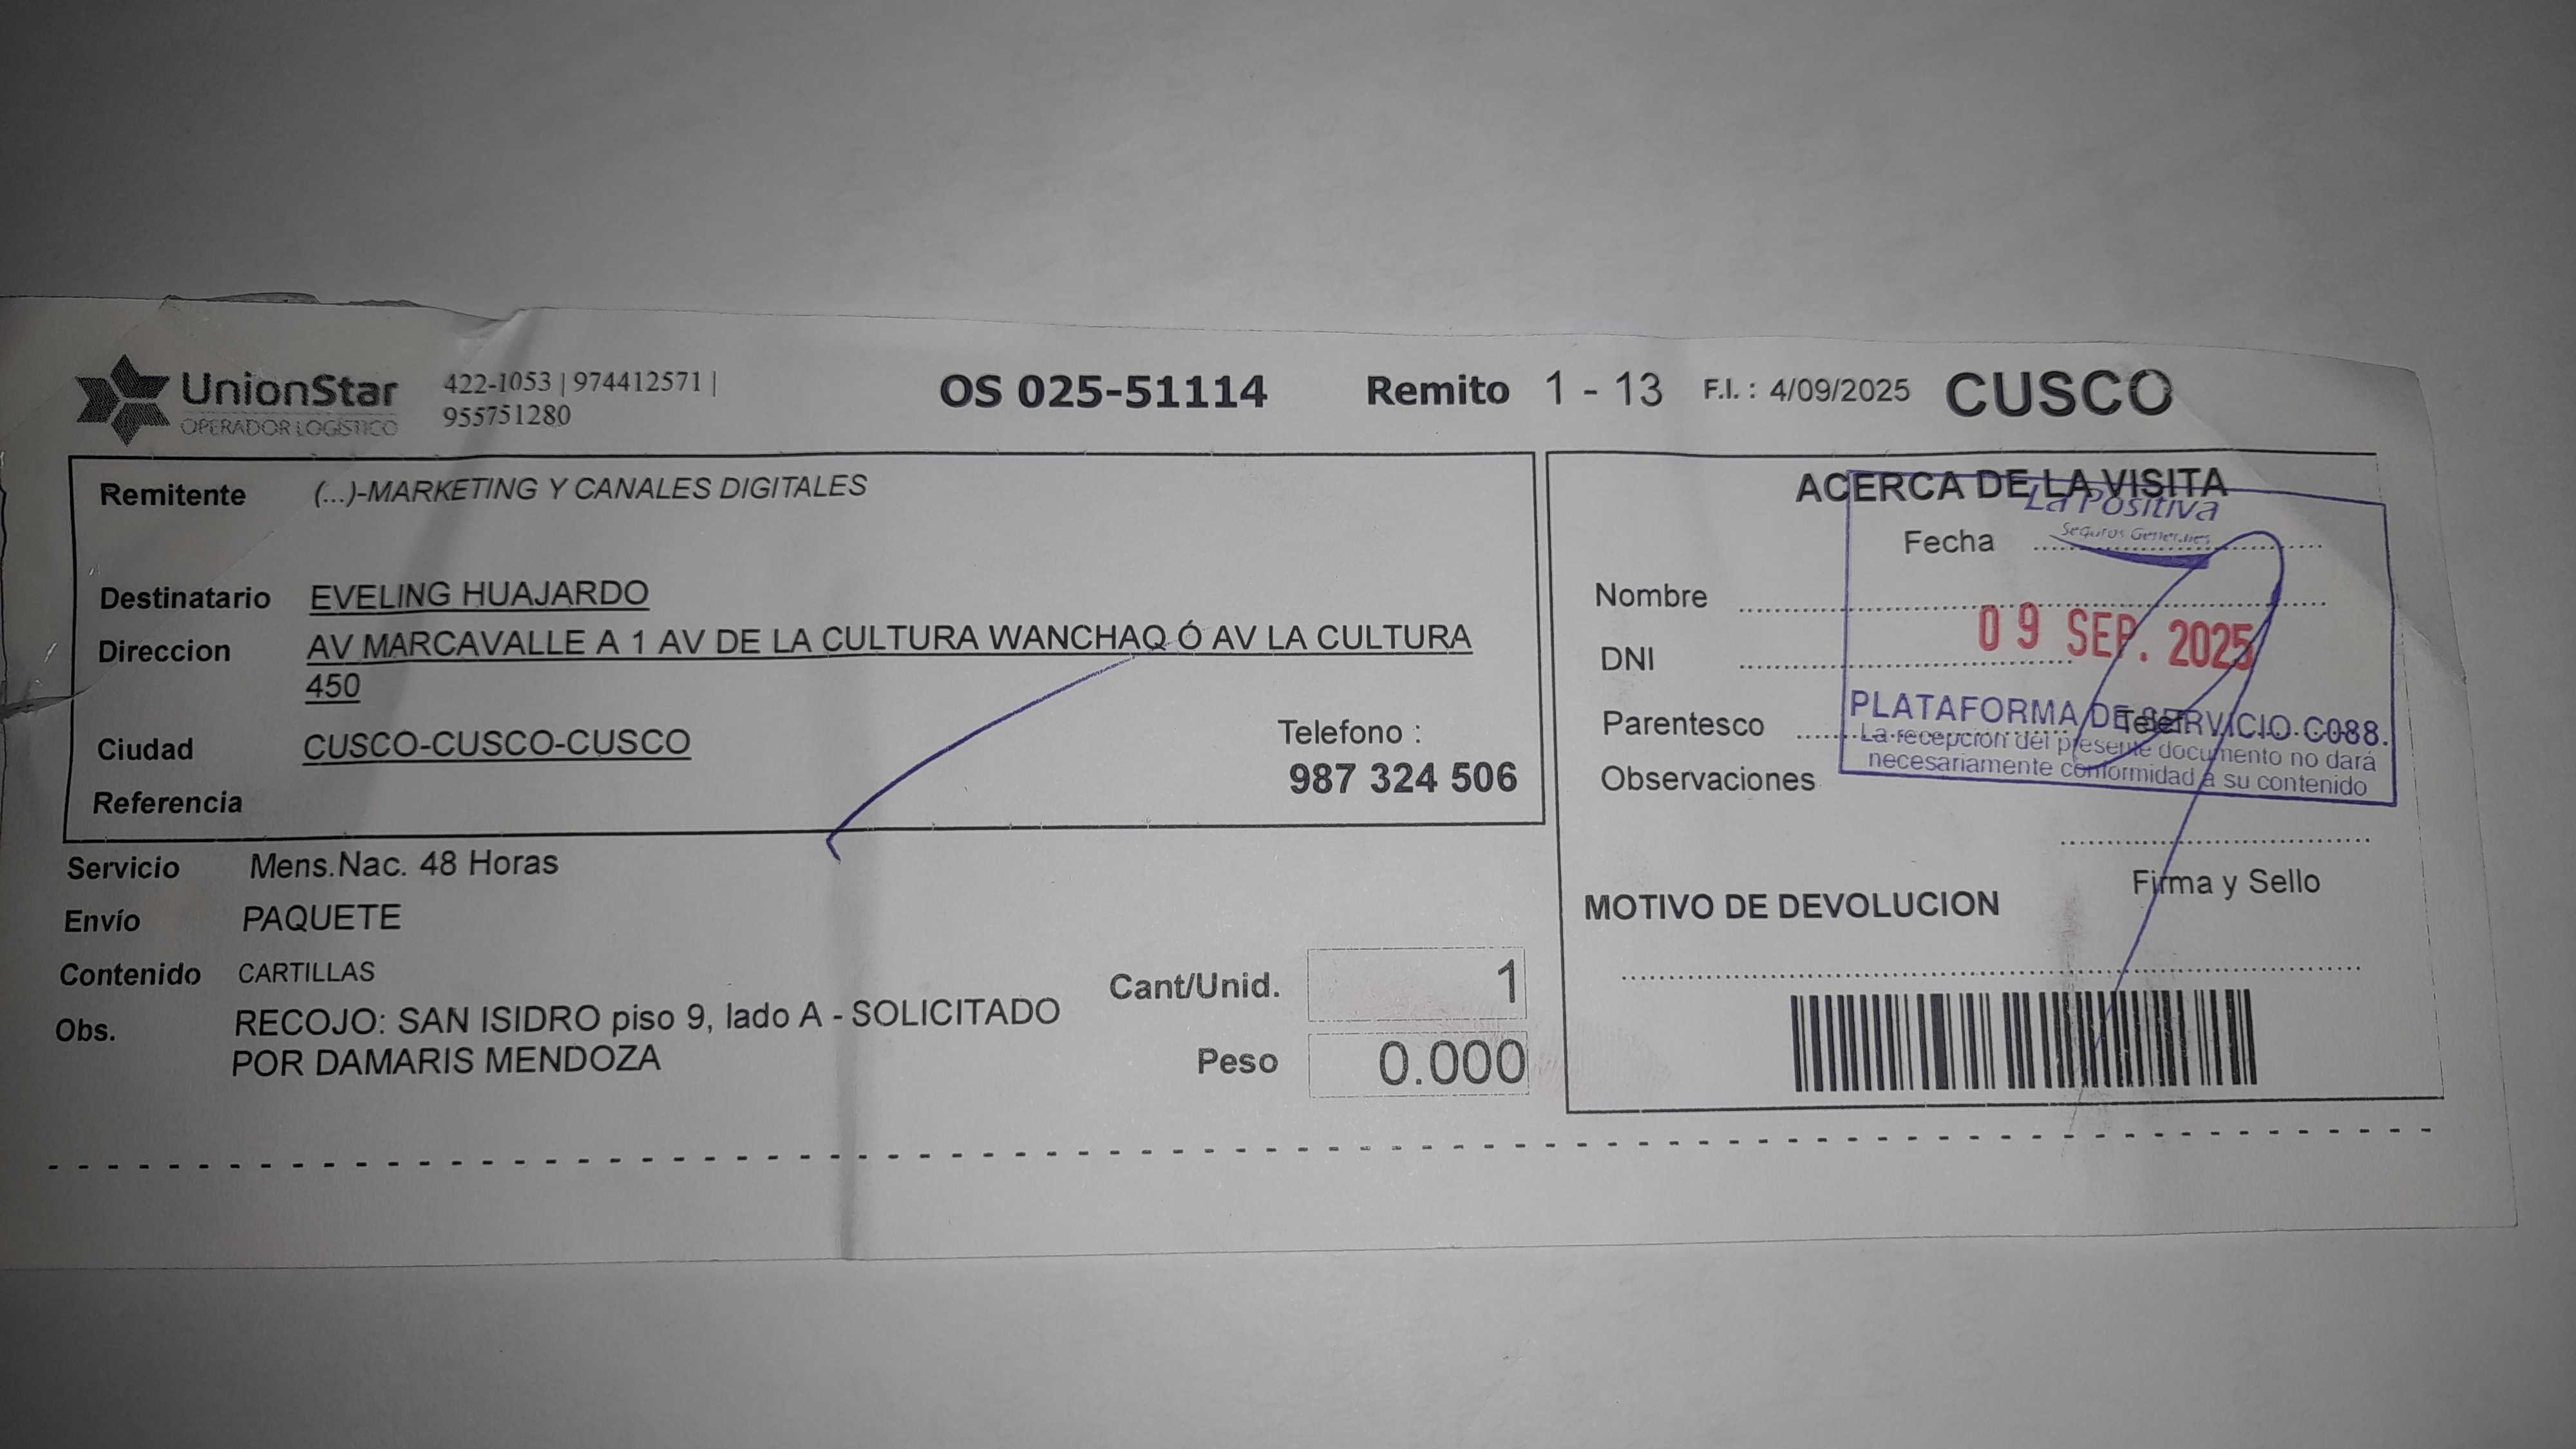 UnionStar
OPERADOR LOGÍSTICO
422-1053 | 974412571 |
955751280
OS 025-51114
Remito 1 - 13
F.I. : 4/09/2025
CUSCO
Remitente (...)-MARKETING Y CANALES DIGITALES
Destinatario EVELING HUAJARDO
Direccion AV MARCAVALLE A 1 AV DE LA CULTURA WANCHAQ Ó AV LA CULTURA
450
Ciudad CUSCO-CUSCO-CUSCO
Telefono :
987 324 506
Referencia
Servicio Mens.Nac. 48 Horas
Envío PAQUETE
Contenido CARTILLAS
Obs. RECOJO: SAN ISIDRO piso 9, lado A - SOLICITADO
POR DAMARIS MENDOZA
Cant/Unid. 1
Peso 0.000
ACERCA DE LA VISITA
La Positiva
Seguros Generales
Fecha
Nombre
09 SEP. 2025
DNI
PLATAFORMA DE SERVICIO C088.
Parentesco
Telef.
La recepción del presente documento no dará
necesariamente conformidad a su contenido
Observaciones
Firma y Sello
MOTIVO DE DEVOLUCION